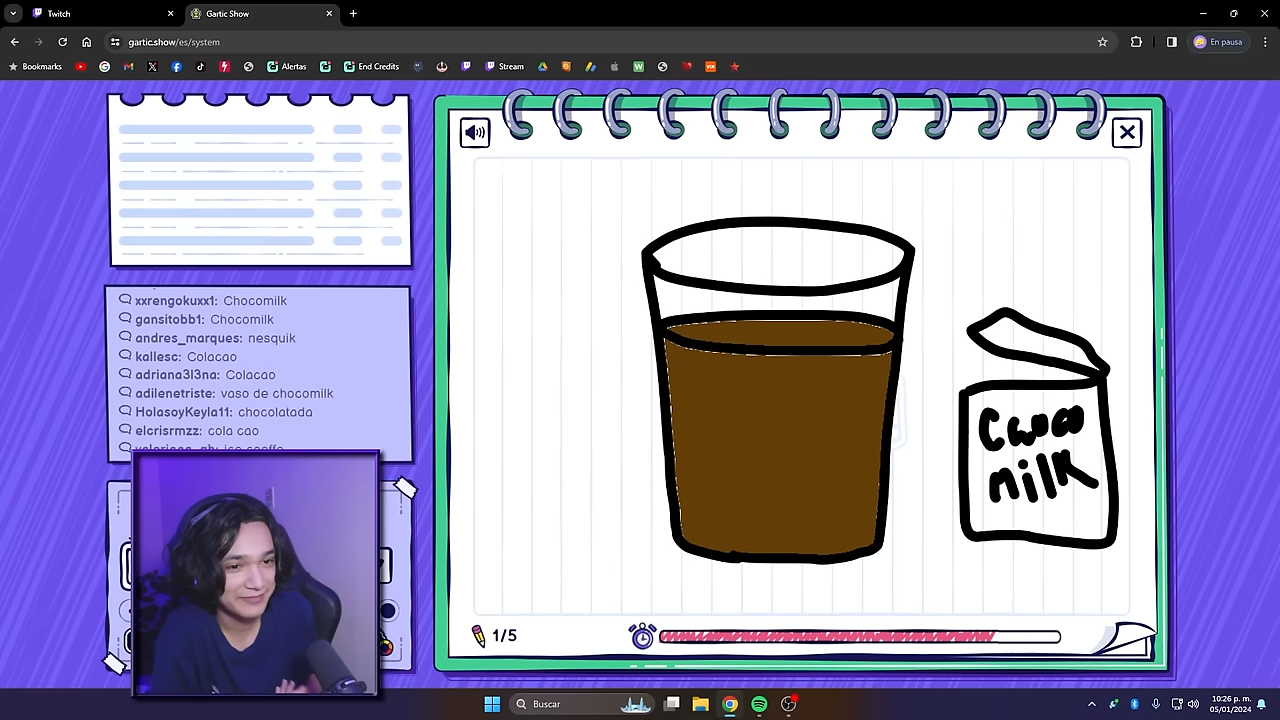 Twitch
Gartic Show
gartic.show/es/system
En pausa
Bookmarks
Alertas
End Credits
Stream
xxrengokuxx1: Chocomilk
gansitobb1: Chocomilk
andres_marques: nesquik
kallesc: Colacao
adriana3l3na: Colacao
adilenetriste: vaso de chocomilk
HolasoyKeyla11: chocolatada
elcrisrmzz: cola cao
Choco
milk
1/5
Buscar
10:26 p. m.
05/01/2024